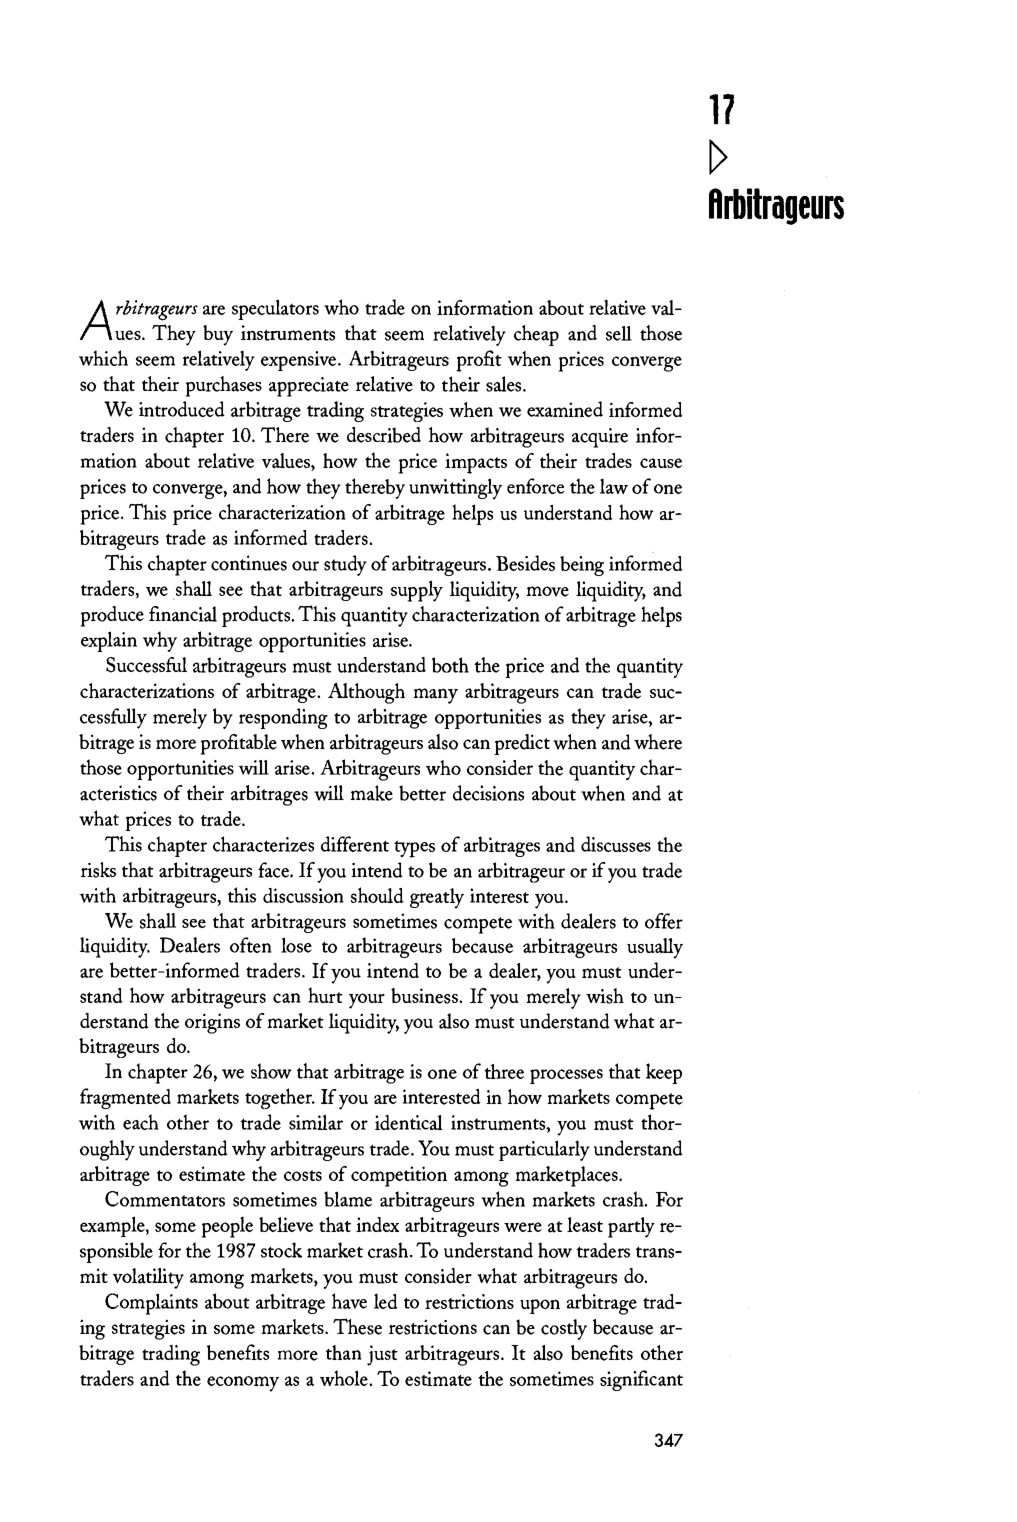 17
Arbitrageurs
Arbitrageurs are speculators who trade on information about relative val-
ues. They buy instruments that seem relatively cheap and sell those
which seem relatively expensive. Arbitrageurs profit when prices converge
so that their purchases appreciate relative to their sales.
We introduced arbitrage trading strategies when we examined informed
traders in chapter 10. There we described how arbitrageurs acquire infor-
mation about relative values, how the price impacts of their trades cause
prices to converge, and how they thereby unwittingly enforce the law of one
price. This price characterization of arbitrage helps us understand how ar-
bitrageurs trade as informed traders.
This chapter continues our study of arbitrageurs. Besides being informed
traders, we shall see that arbitrageurs supply liquidity, move liquidity, and
produce financial products. This quantity characterization of arbitrage helps
explain why arbitrage opportunities arise.
Successful arbitrageurs must understand both the price and the quantity
characterizations of arbitrage. Although many arbitrageurs can trade suc-
cessfully merely by responding to arbitrage opportunities as they arise, ar-
bitrage is more profitable when arbitrageurs also can predict when and where
those opportunities will arise. Arbitrageurs who consider the quantity char-
acteristics of their arbitrages will make better decisions about when and at
what prices to trade.
This chapter characterizes different types of arbitrages and discusses the
risks that arbitrageurs face. If you intend to be an arbitrageur or if you trade
with arbitrageurs, this discussion should greatly interest you.
We shall see that arbitrageurs sometimes compete with dealers to offer
liquidity. Dealers often lose to arbitrageurs because arbitrageurs usually
are better-informed traders. If you intend to be a dealer, you must under-
stand how arbitrageurs can hurt your business. If you merely wish to un-
derstand the origins of market liquidity, you also must understand what ar-
bitrageurs do.
In chapter 26, we show that arbitrage is one of three processes that keep
fragmented markets together. If you are interested in how markets compete
with each other to trade similar or identical instruments, you must thor-
oughly understand why arbitrageurs trade. You must particularly understand
arbitrage to estimate the costs of competition among marketplaces.
Commentators sometimes blame arbitrageurs when markets crash. For
example, some people believe that index arbitrageurs were at least partly re-
sponsible for the 1987 stock market crash. To understand how traders trans-
mit volatility among markets, you must consider what arbitrageurs do.
Complaints about arbitrage have led to restrictions upon arbitrage trad-
ing strategies in some markets. These restrictions can be costly because ar-
bitrage trading benefits more than just arbitrageurs. It also benefits other
traders and the economy as a whole. To estimate the sometimes significant
347